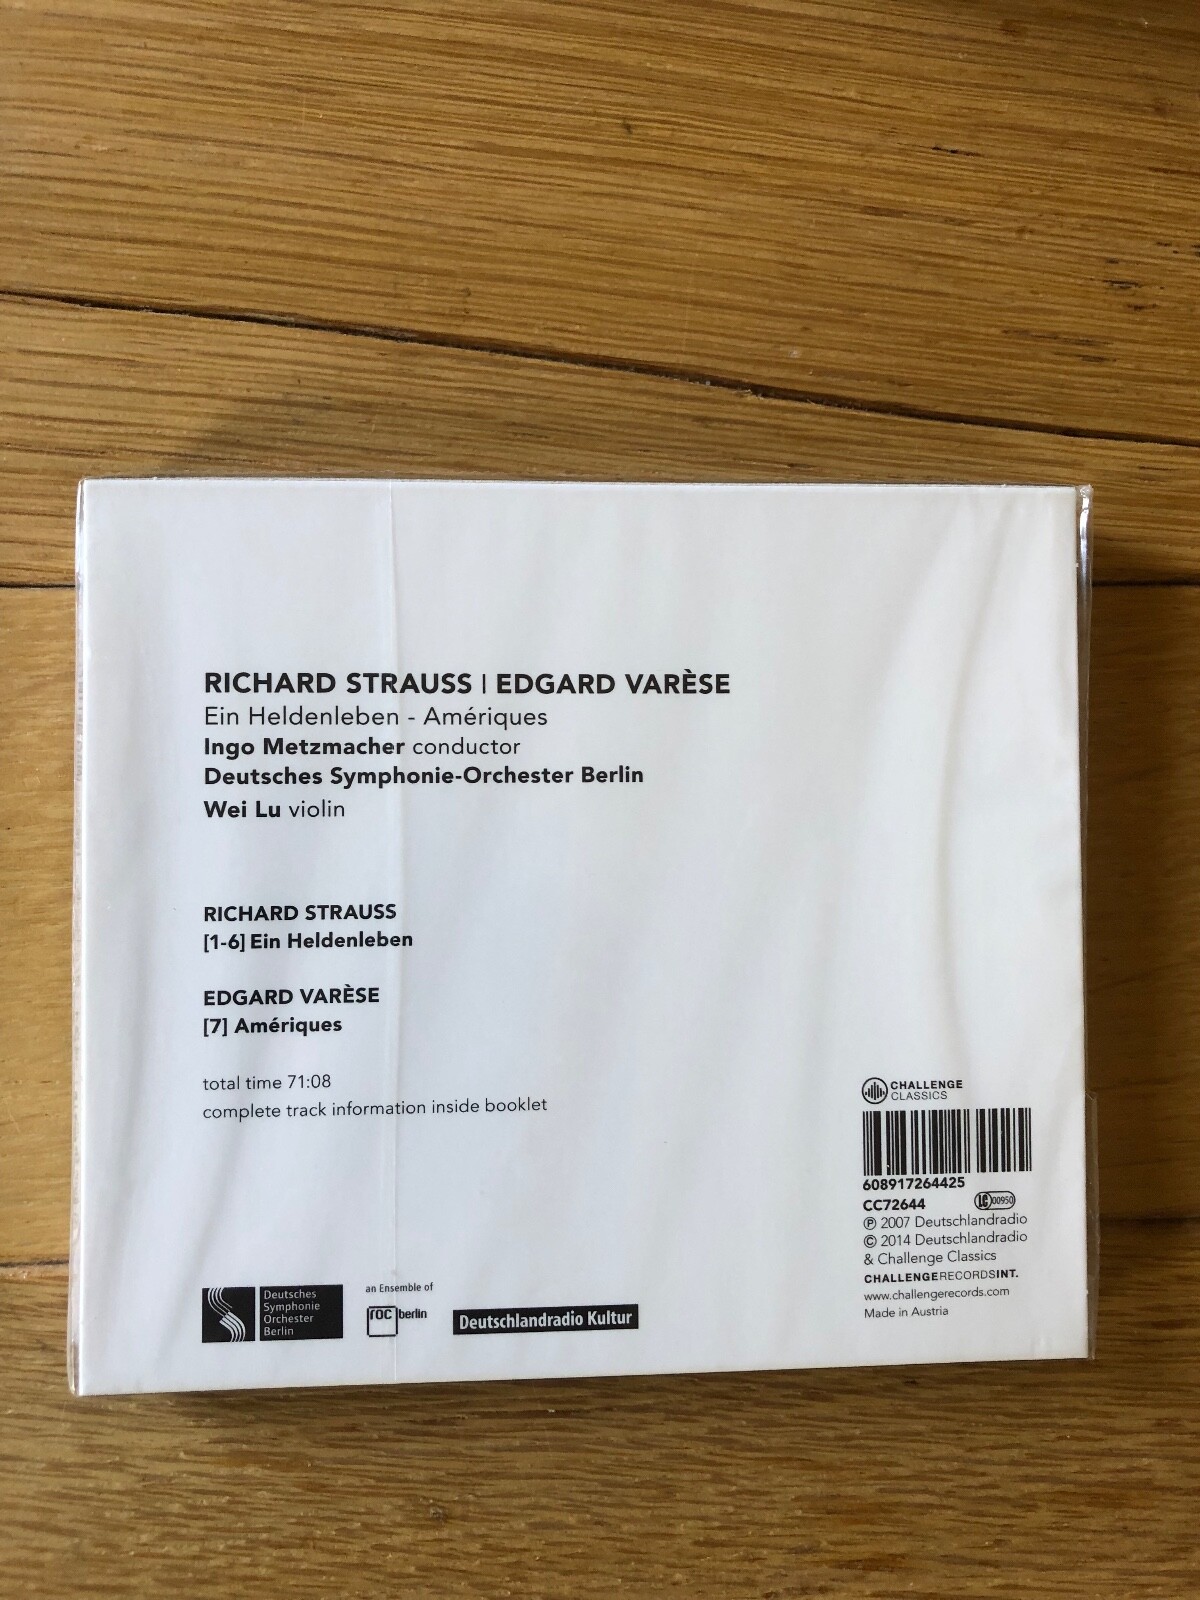 RICHARD STRAUSS | EDGARD VARÈSE
Ein Heldenleben - Amériques
Ingo Metzmacher conductor
Deutsches Symphonie-Orchester Berlin
Wei Lu violin
RICHARD STRAUSS
[1-6] Ein Heldenleben
EDGARD VARÈSE
[7] Amériques
total time 71:08
complete track information inside booklet
CHALLENGE
CLASSICS
608917264425
CC72644
LC 00950
℗ 2007 Deutschlandradio
© 2014 Deutschlandradio
& Challenge Classics
CHALLENGERECORDSINT.
www.challengerecords.com
Made in Austria
Deutsches
Symphonie
Orchester
Berlin
an Ensemble of
roc berlin
Deutschlandradio Kultur